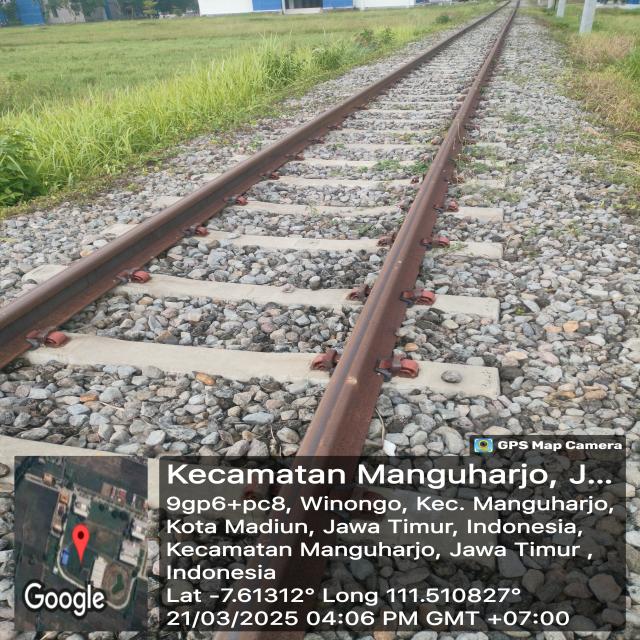 GPS Map Camera
Kecamatan Manguharjo, J...
9gp6+pc8, Winongo, Kec. Manguharjo,
Kota Madiun, Jawa Timur, Indonesia,
Kecamatan Manguharjo, Jawa Timur ,
Indonesia
Lat -7.61312° Long 111.510827°
21/03/2025 04:06 PM GMT +07:00
Google